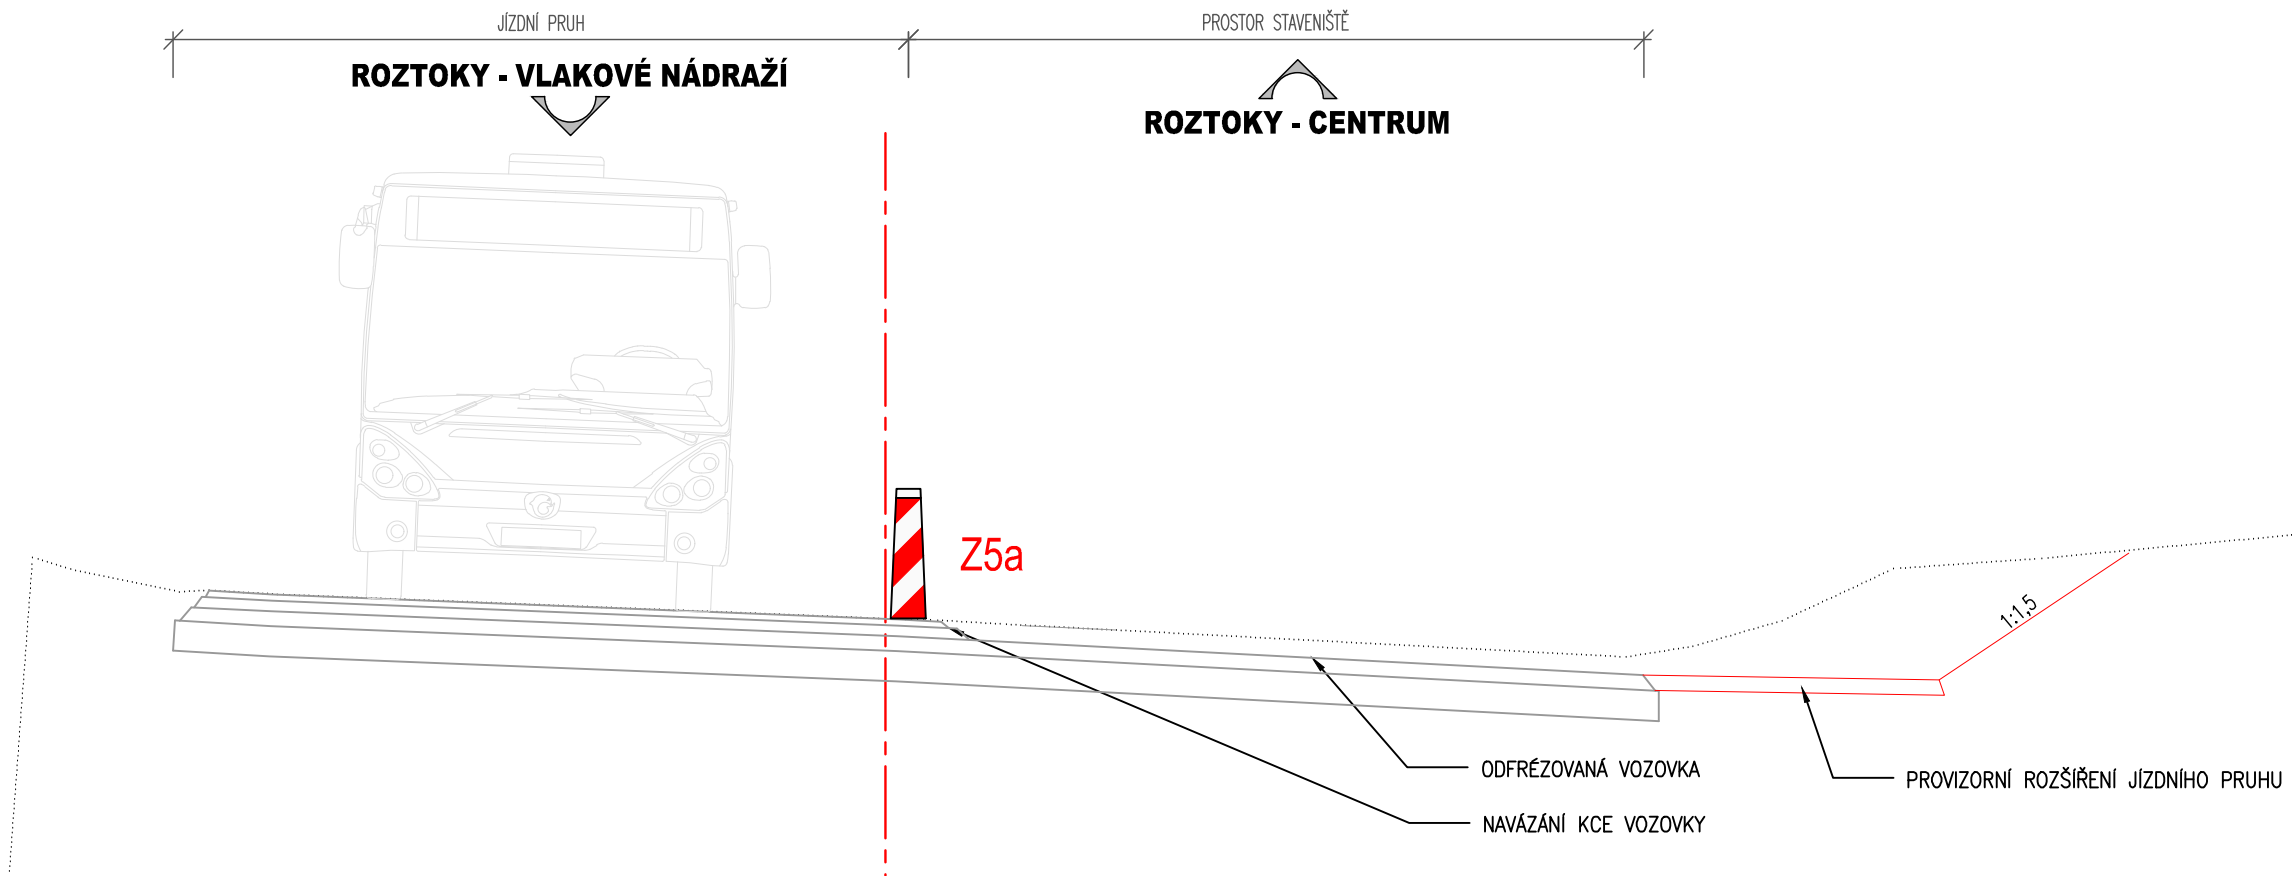 JÍZDNÍ PRUH
PROSTOR STAVENIŠTĚ
ROZTOKY - VLAKOVÉ NÁDRAŽÍ
ROZTOKY - CENTRUM
Z5a
1:1,5
ODFRÉZOVANÁ VOZOVKA
PROVIZORNÍ ROZŠÍŘENÍ JÍZDNÍHO PRUHU
NAVÁZÁNÍ KCE VOZOVKY